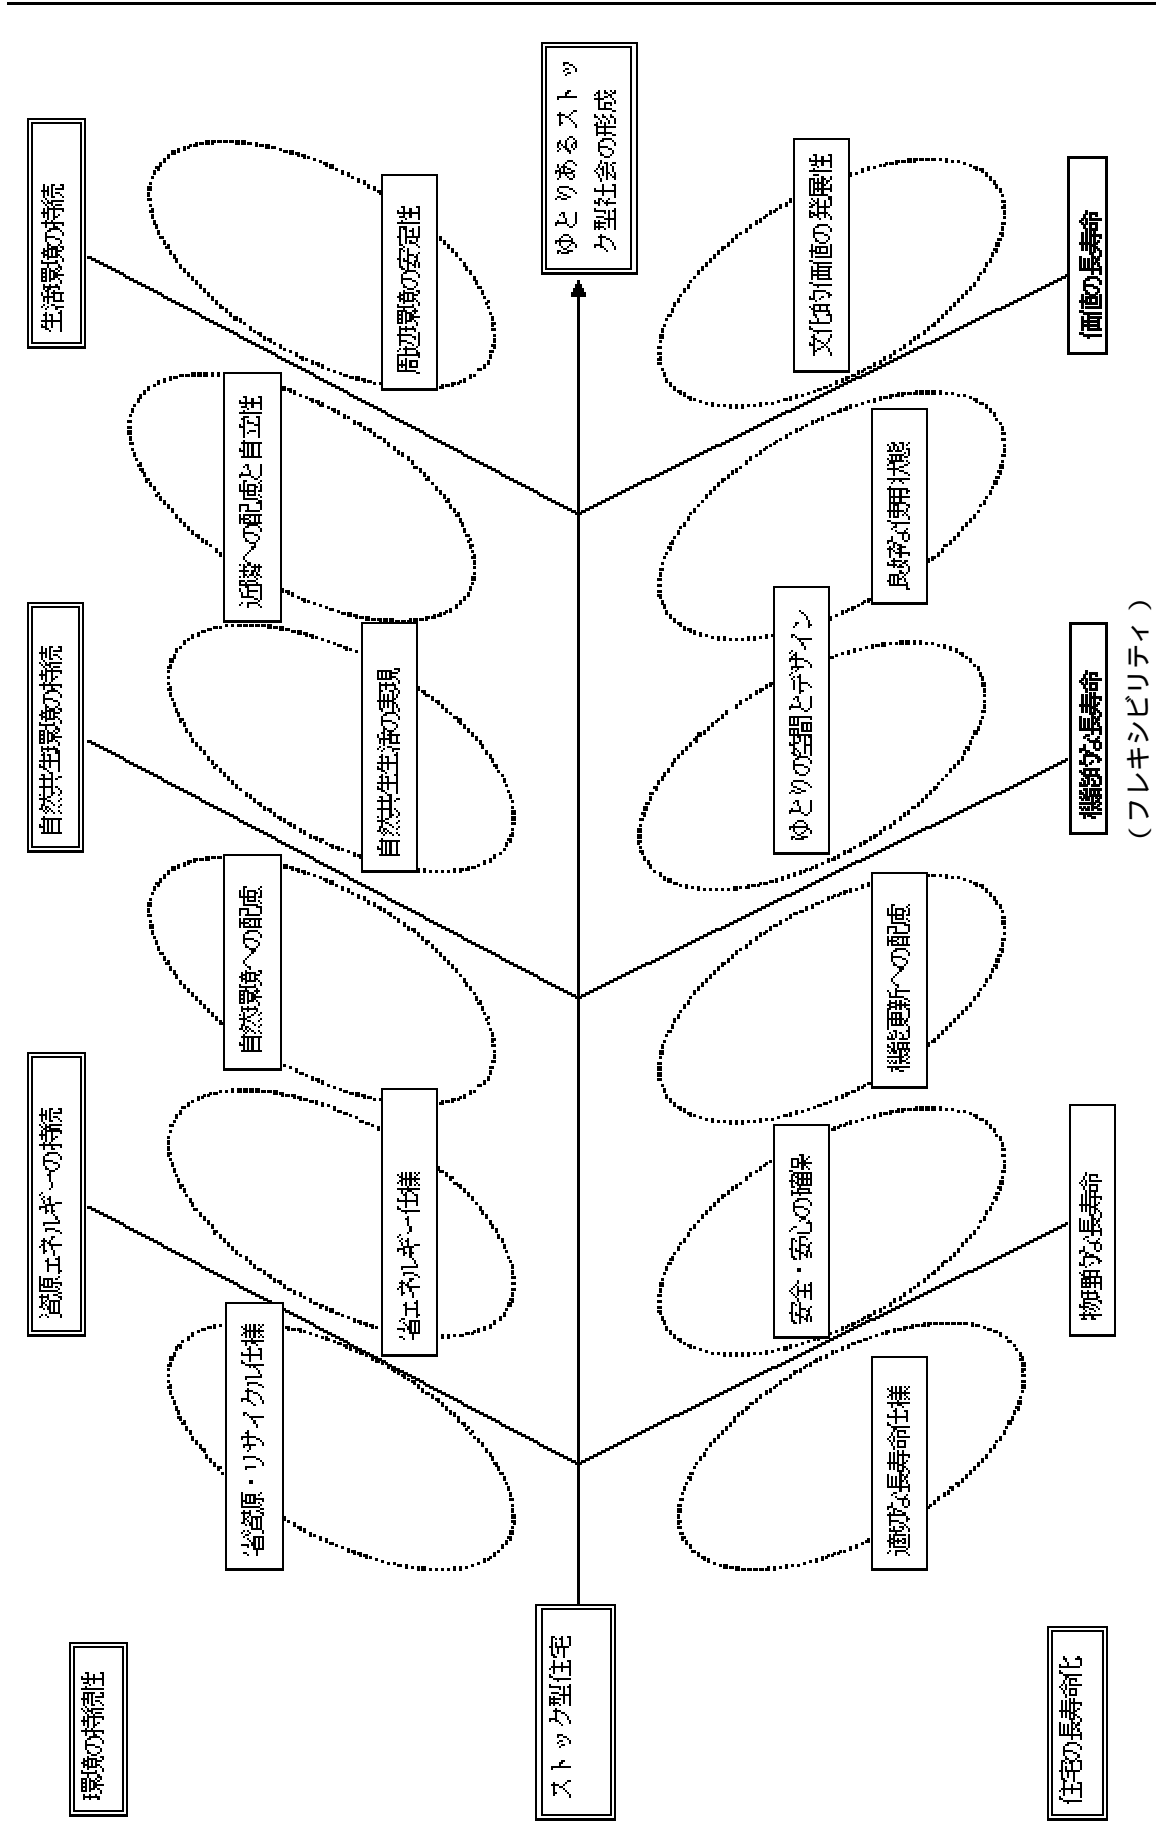 環境の持続性
資源エネルギーの持続
自然共生環境の持続
生活環境の持続
省資源・リサイクル仕様
省エネルギー仕様
自然環境への配慮
自然共生生活の実現
近隣への配慮と自立性
周辺環境の安定性
ストック型住宅
ゆとりあるストッ
ク型社会の形成
適切な長寿命仕様
安全・安心の確保
機能更新への配慮
ゆとりの空間とデザイン
良好な使用状態
文化的価値の発展性
住宅の長寿命化
物理的な長寿命
機能的な長寿命
（フレキシビリティ）
価値の長寿命